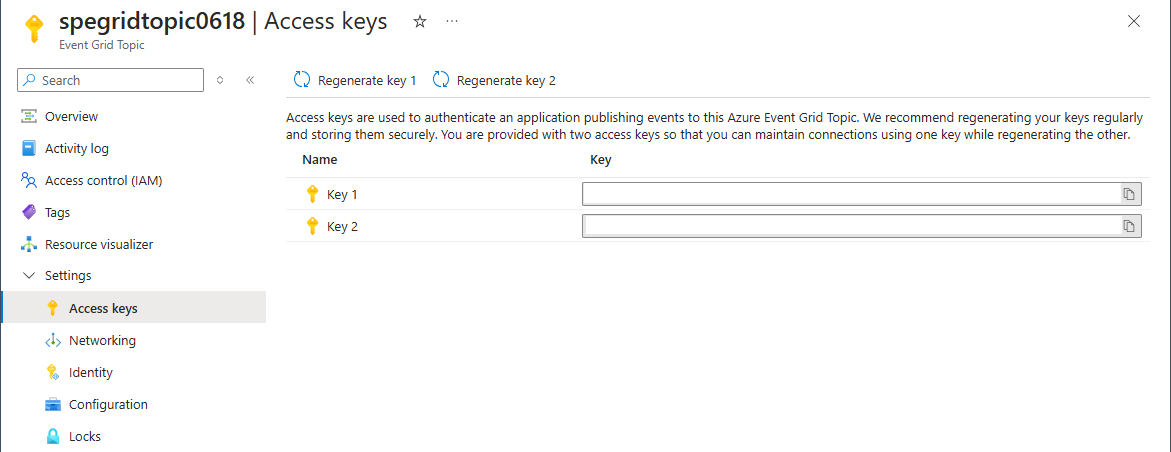 spegridtopic0618 | Access keys
Event Grid Topic
Search
Regenerate key 1
Regenerate key 2
Overview
Activity log
Access control (IAM)
Tags
Resource visualizer
Settings
Access keys
Networking
Identity
Configuration
Locks
Access keys are used to authenticate an application publishing events to this Azure Event Grid Topic. We recommend regenerating your keys regularly
and storing them securely. You are provided with two access keys so that you can maintain connections using one key while regenerating the other.
Name Key
Key 1
Key 2